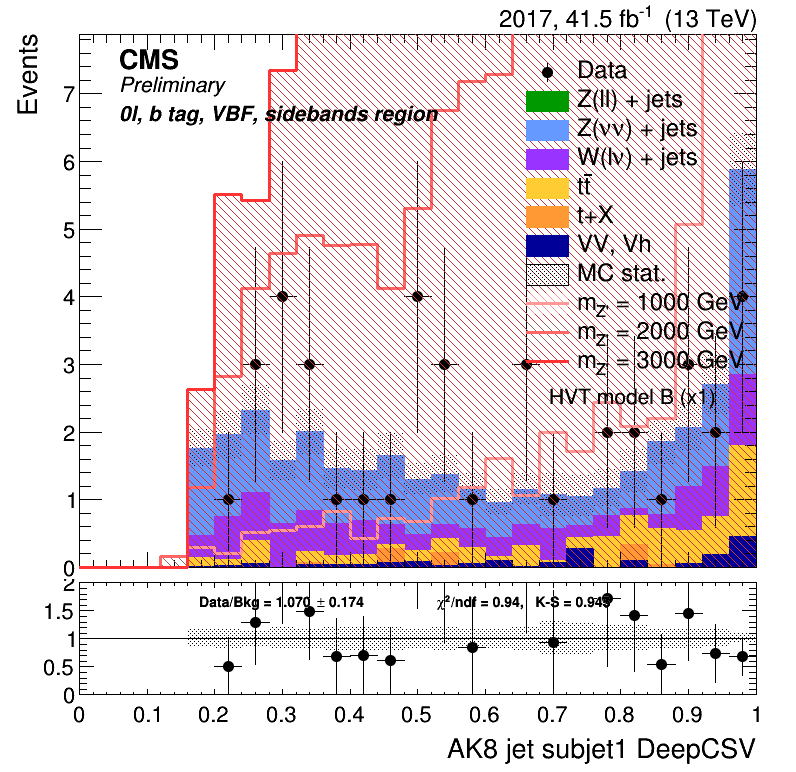 2017, 41.5 fb⁻¹ (13 TeV)
Events
CMS
Preliminary
0l, b tag, VBF, sidebands region
Data
Z(ll) + jets
Z(νν) + jets
W(lν) + jets
tt̄
t+X
VV, Vh
MC stat.
m_Z' = 1000 GeV
m_Z' = 2000 GeV
m_Z' = 3000 GeV
HVT model B (x1)
7
6
5
4
3
2
1
0
Data/Bkg = 1.070 ± 0.174
χ²/ndf = 0.94, K-S = 0.945
2
1.5
1
0.5
0
0 0.1 0.2 0.3 0.4 0.5 0.6 0.7 0.8 0.9 1
AK8 jet subjet1 DeepCSV